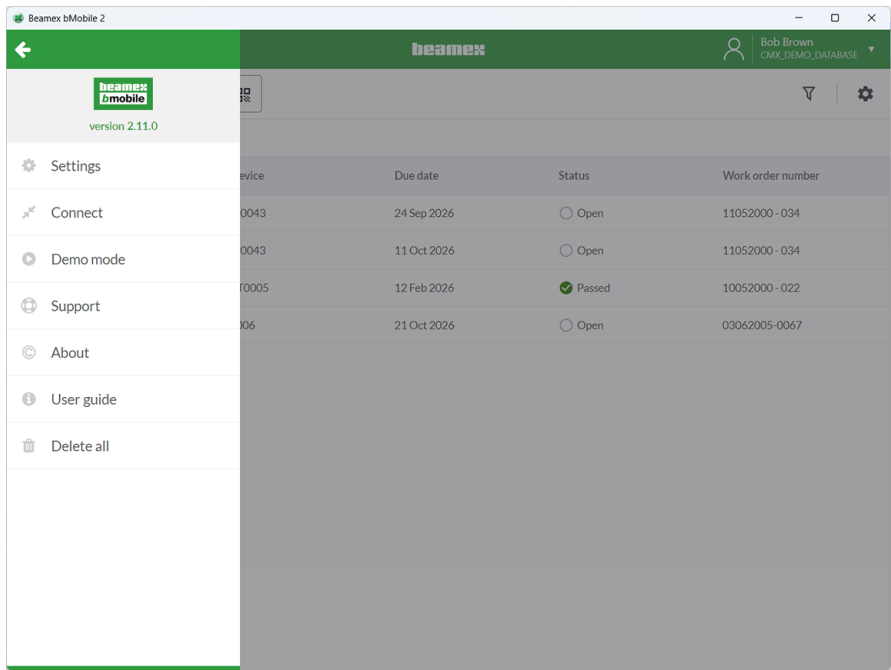 Beamex bMobile 2
beamex
Bob Brown
CMX_DEMO_DATABASE
beamex
bmobile
version 2.11.0
Settings
Connect
Demo mode
Support
About
User guide
Delete all
evice Due date Status Work order number
0043 24 Sep 2026 Open 11052000 - 034
0043 11 Oct 2026 Open 11052000 - 034
T0005 12 Feb 2026 Passed 10052000 - 022
006 21 Oct 2026 Open 03062005-0067